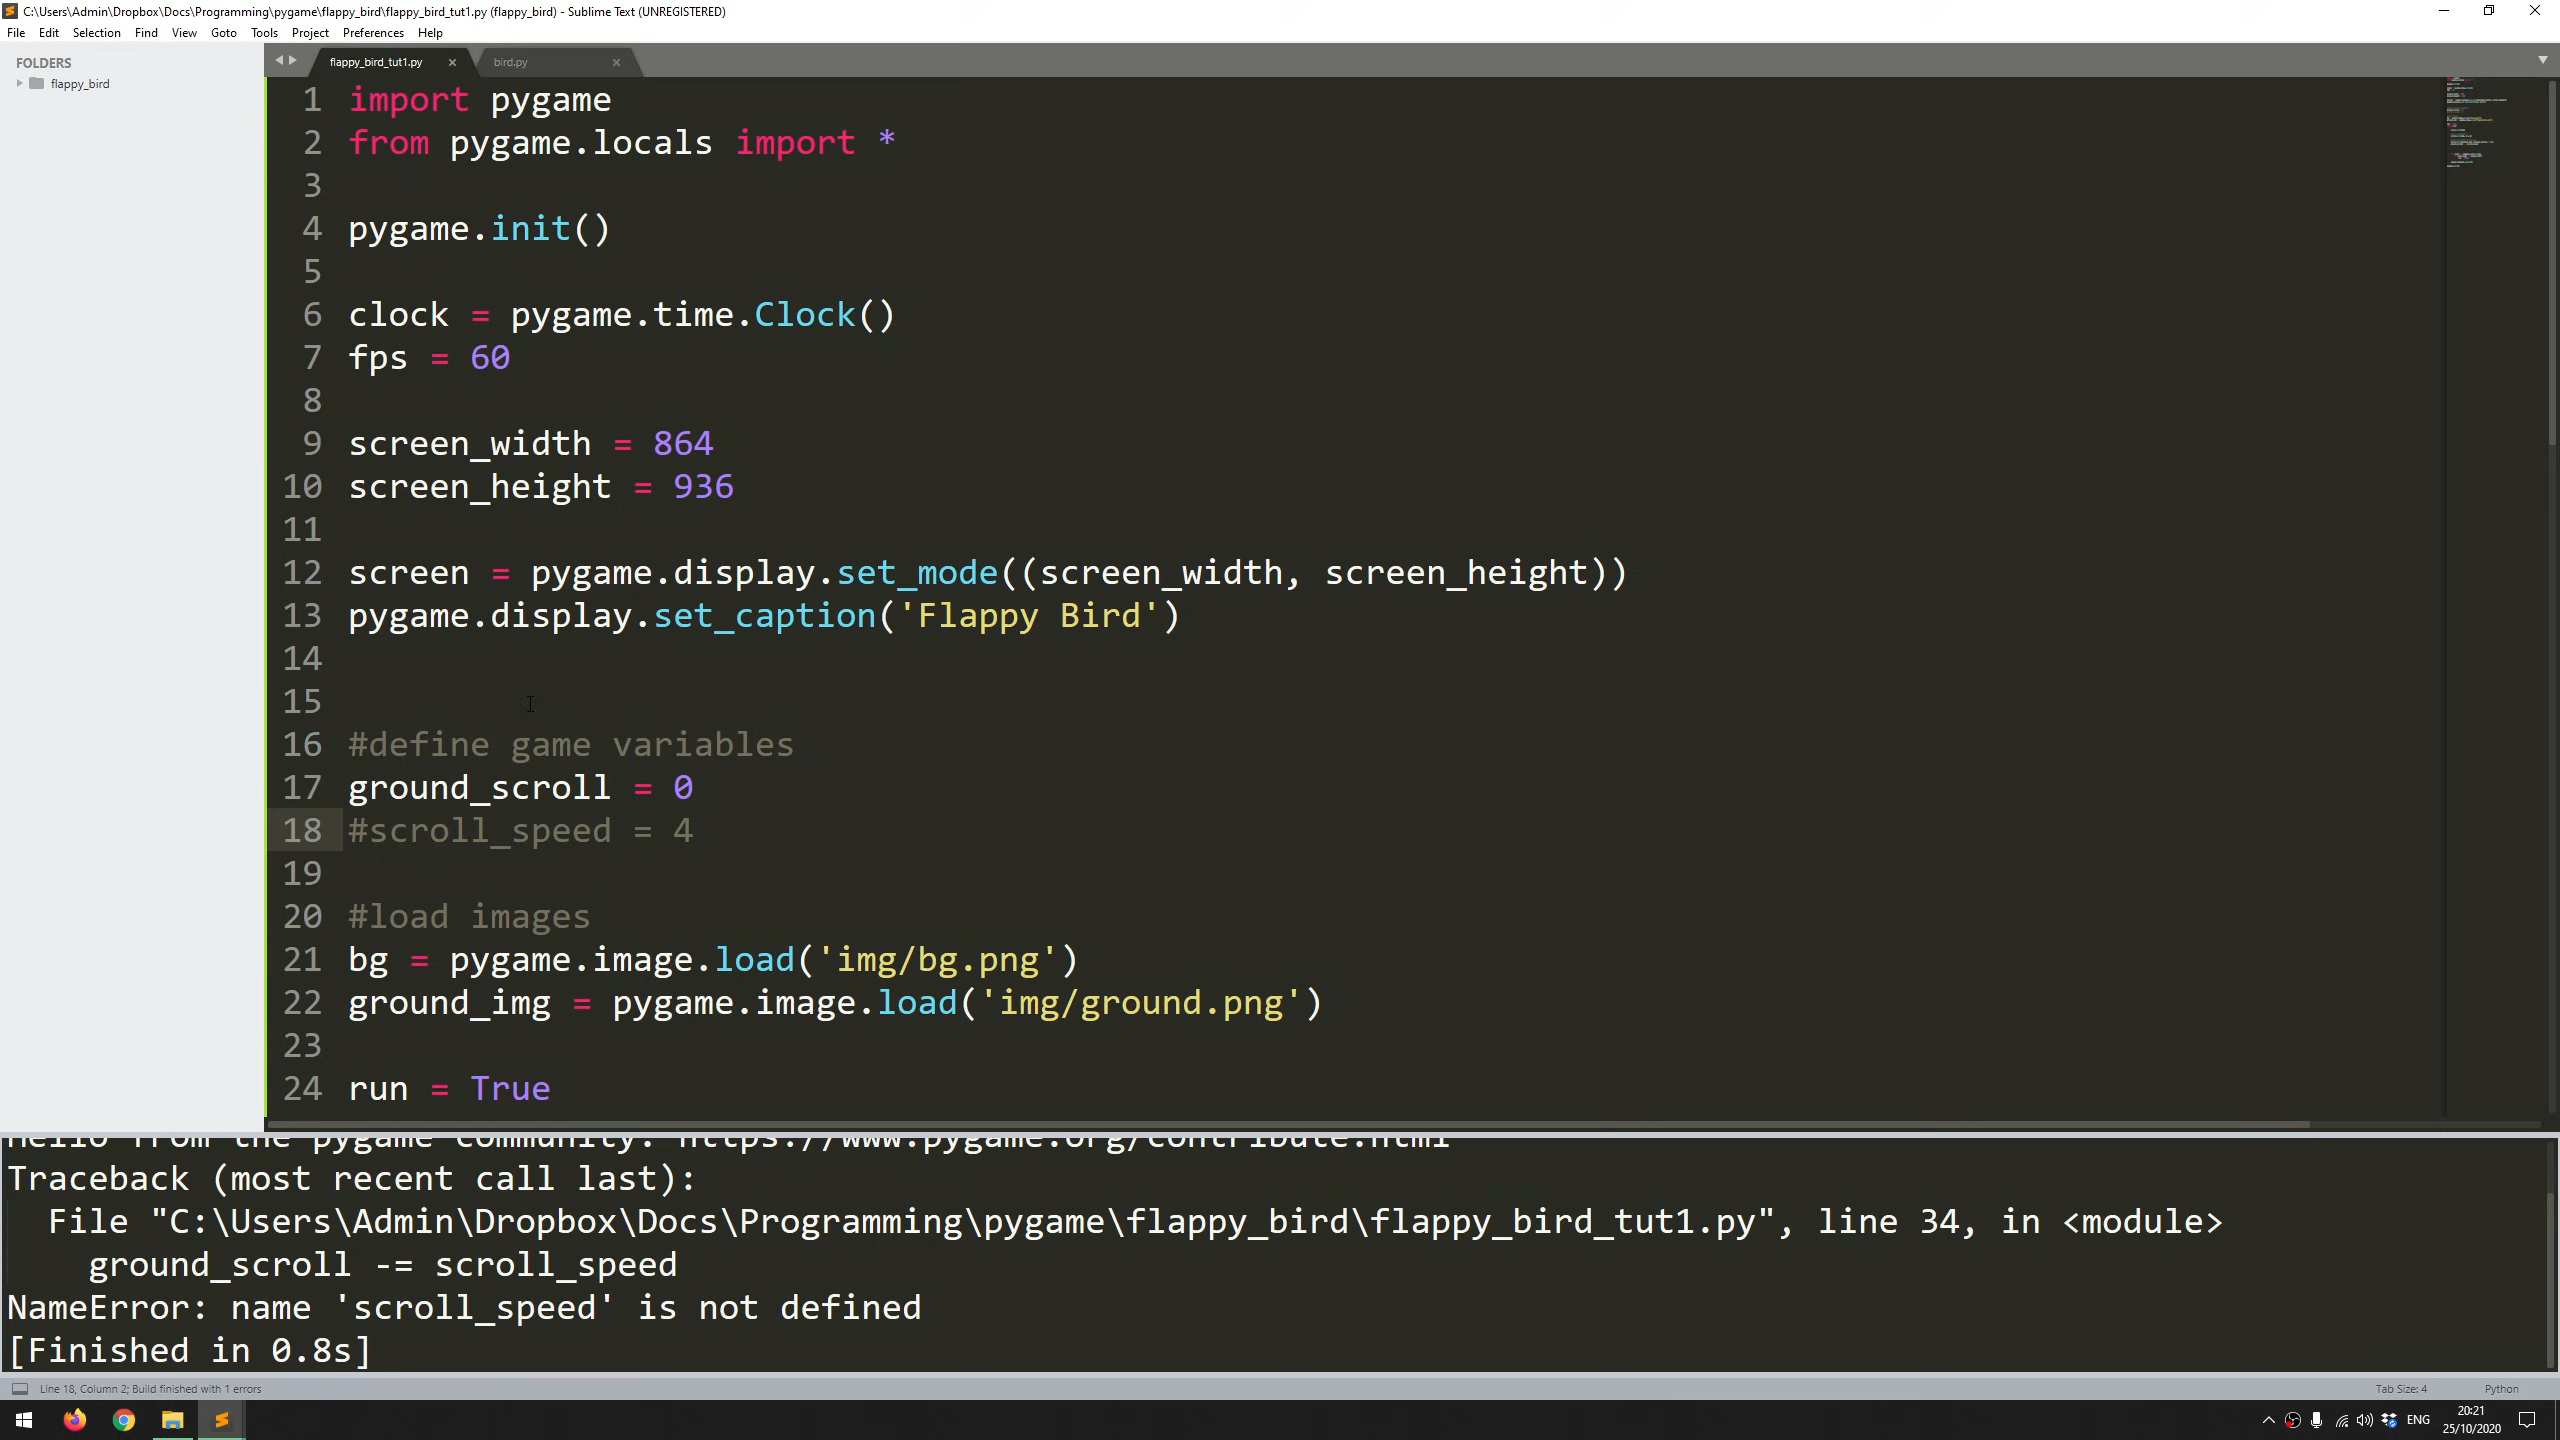 C:\Users\Admin\Dropbox\Docs\Programming\pygame\flappy_bird\flappy_bird_tut1.py (flappy_bird) - Sublime Text (UNREGISTERED)
File Edit Selection Find View Goto Tools Project Preferences Help
FOLDERS
flappy_bird
flappy_bird_tut1.py
bird.py
1 import pygame
2 from pygame.locals import *
3
4 pygame.init()
5
6 clock = pygame.time.Clock()
7 fps = 60
8
9 screen_width = 864
10 screen_height = 936
11
12 screen = pygame.display.set_mode((screen_width, screen_height))
13 pygame.display.set_caption('Flappy Bird')
14
15
16 #define game variables
17 ground_scroll = 0
18 #scroll_speed = 4
19
20 #load images
21 bg = pygame.image.load('img/bg.png')
22 ground_img = pygame.image.load('img/ground.png')
23
24 run = True
Hello from the pygame community. https://www.pygame.org/contribute.html
Traceback (most recent call last):
File "C:\Users\Admin\Dropbox\Docs\Programming\pygame\flappy_bird\flappy_bird_tut1.py", line 34, in <module>
ground_scroll -= scroll_speed
NameError: name 'scroll_speed' is not defined
[Finished in 0.8s]
Line 18, Column 2; Build finished with 1 errors
Tab Size: 4
Python
ENG
20:21
25/10/2020